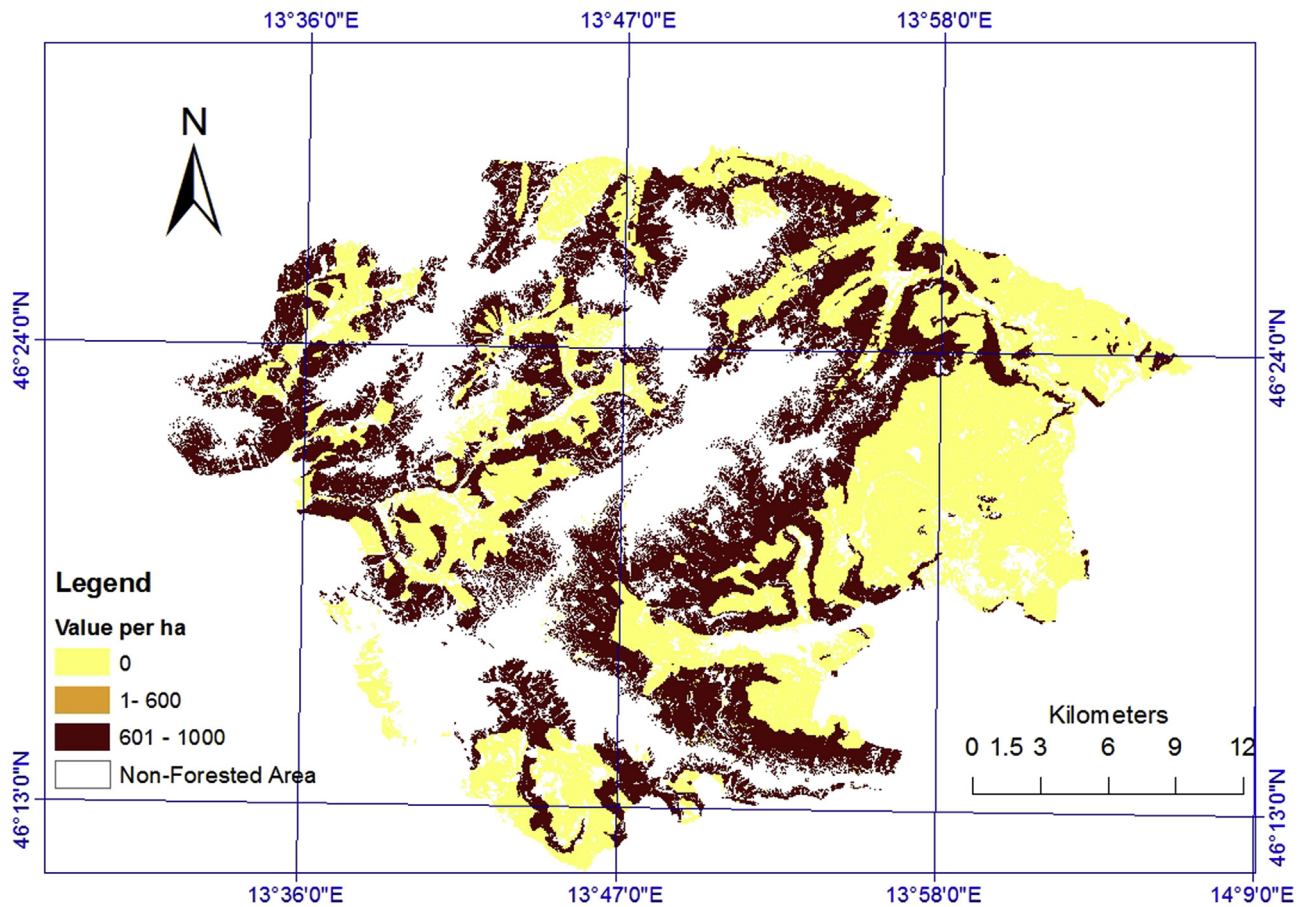 13°36'0"E 13°47'0"E 13°58'0"E
N
46°24'0"N
46°24'0"N
Legend
Value per ha
0
1- 600
601 - 1000
Non-Forested Area
Kilometers
0 1.5 3 6 9 12
46°13'0"N
46°13'0"N
13°36'0"E 13°47'0"E 13°58'0"E 14°9'0"E